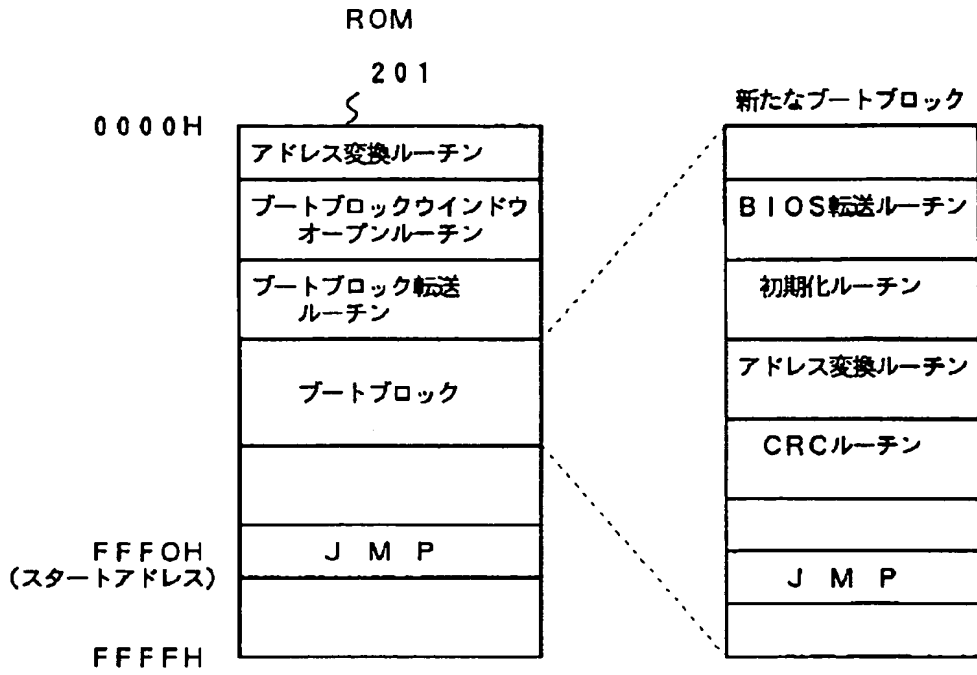 ROM
201
0000H
アドレス変換ルーチン
ブートブロックウインドウ
オープンルーチン
ブートブロック転送
ルーチン
ブートブロック
FFF0H
(スタートアドレス)
JMP
FFFFH
新たなブートブロック
BIOS転送ルーチン
初期化ルーチン
アドレス変換ルーチン
CRCルーチン
JMP